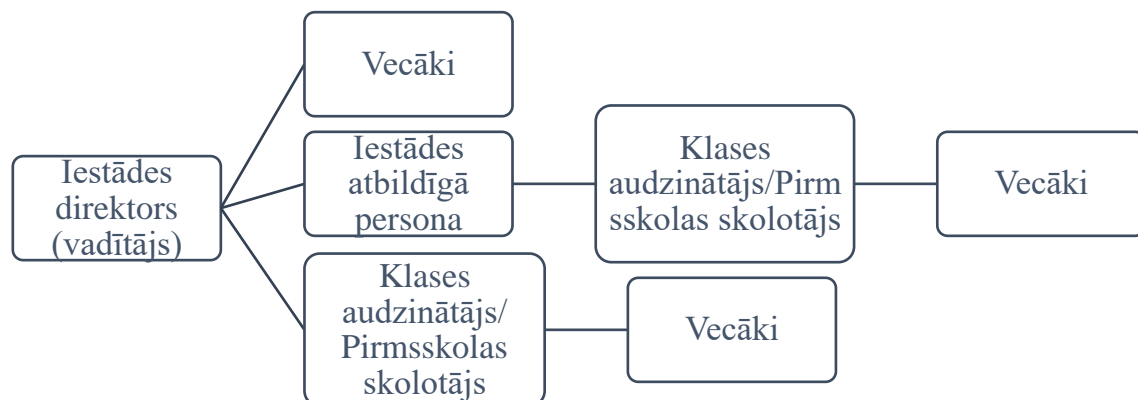 Vecāki
Iestādes
direktors
(vadītājs)
Iestādes
atbildīgā
persona
Klases
audzinātājs/Pirm
sskolas skolotājs
Vecāki
Klases
audzinātājs/
Pirmsskolas
skolotājs
Vecāki